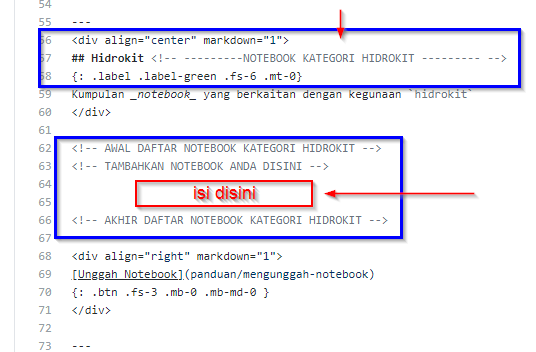 54
55 ---
56 <div align="center" markdown="1">
57 ## Hidrokit <!-- ---------NOTEBOOK KATEGORI HIDROKIT --------- -->
58 {: .label .label-green .fs-6 .mt-0}
59 Kumpulan _notebook_ yang berkaitan dengan kegunaan `hidrokit`
60 </div>
61
62 <!-- AWAL DAFTAR NOTEBOOK KATEGORI HIDROKIT -->
63 <!-- TAMBAHKAN NOTEBOOK ANDA DISINI -->
64 isi disini
65
66 <!-- AKHIR DAFTAR NOTEBOOK KATEGORI HIDROKIT -->
67
68 <div align="right" markdown="1">
69 [Unggah Notebook](panduan/mengunggah-notebook)
70 {: .btn .fs-3 .mb-0 .mb-md-0 }
71 </div>
72
73 ---